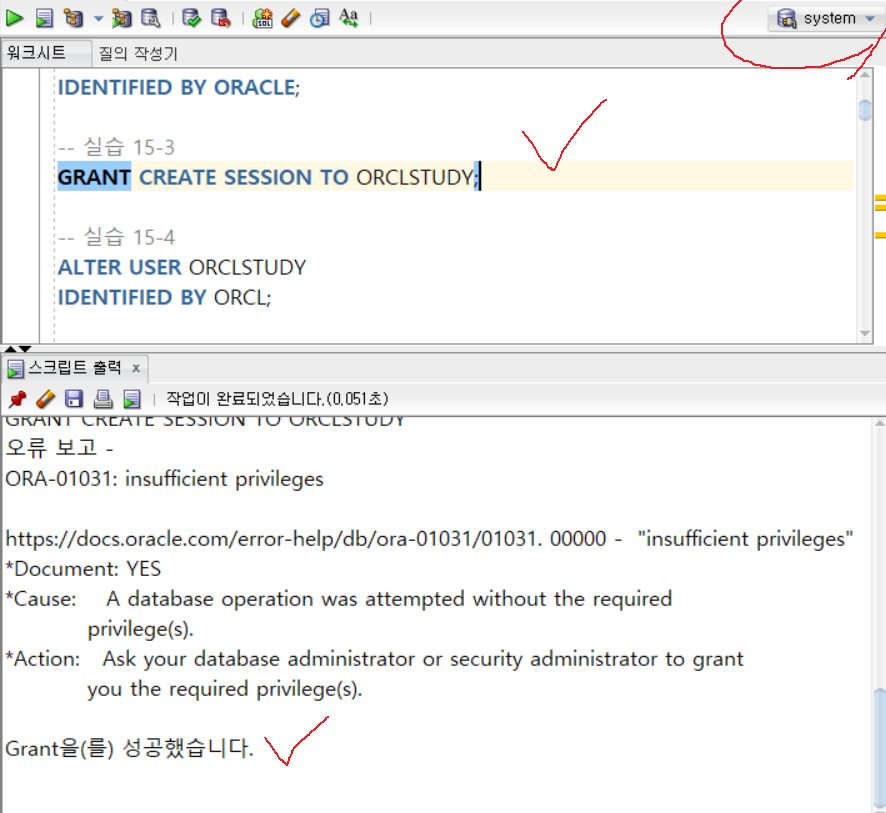 system
워크시트 질의 작성기
IDENTIFIED BY ORACLE;
-- 실습 15-3
GRANT CREATE SESSION TO ORCLSTUDY;
-- 실습 15-4
ALTER USER ORCLSTUDY
IDENTIFIED BY ORCL;
스크립트 출력 x
작업이 완료되었습니다.(0,051초)
GRANT CREATE SESSION TO ORCLSTUDY
오류 보고 -
ORA-01031: insufficient privileges
https://docs.oracle.com/error-help/db/ora-01031/01031. 00000 - "insufficient privileges"
*Document: YES
*Cause: A database operation was attempted without the required
privilege(s).
*Action: Ask your database administrator or security administrator to grant
you the required privilege(s).
Grant을(를) 성공했습니다.